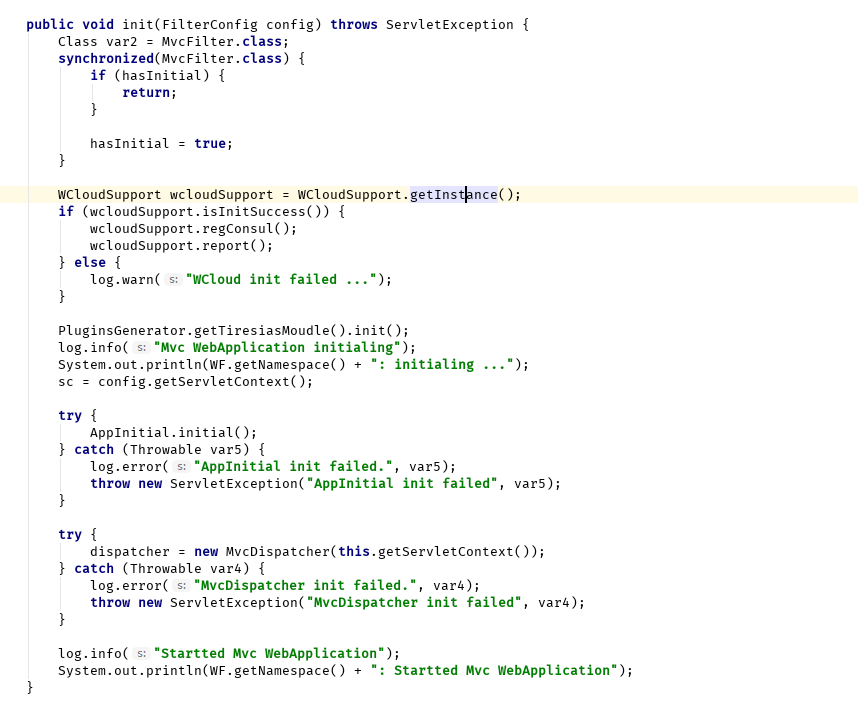 public void init(FilterConfig config) throws ServletException {
    Class var2 = MvcFilter.class;
    synchronized(MvcFilter.class) {
        if (hasInitial) {
            return;
        }

        hasInitial = true;
    }

    WCloudSupport wcloudSupport = WCloudSupport.getInstance();
    if (wcloudSupport.isInitSuccess()) {
        wcloudSupport.regConsul();
        wcloudSupport.report();
    } else {
        log.warn( s: "WCloud init failed ...");
    }

    PluginsGenerator.getTiresiasMoudle().init();
    log.info( s: "Mvc WebApplication initialing");
    System.out.println(WF.getNamespace() + ": initialing ...");
    sc = config.getServletContext();

    try {
        AppInitial.initial();
    } catch (Throwable var5) {
        log.error( s: "AppInitial init failed.", var5);
        throw new ServletException("AppInitial init failed", var5);
    }

    try {
        dispatcher = new MvcDispatcher(this.getServletContext());
    } catch (Throwable var4) {
        log.error( s: "MvcDispatcher init failed.", var4);
        throw new ServletException("MvcDispatcher init failed", var4);
    }

    log.info( s: "Startted Mvc WebApplication");
    System.out.println(WF.getNamespace() + ": Startted Mvc WebApplication");
}